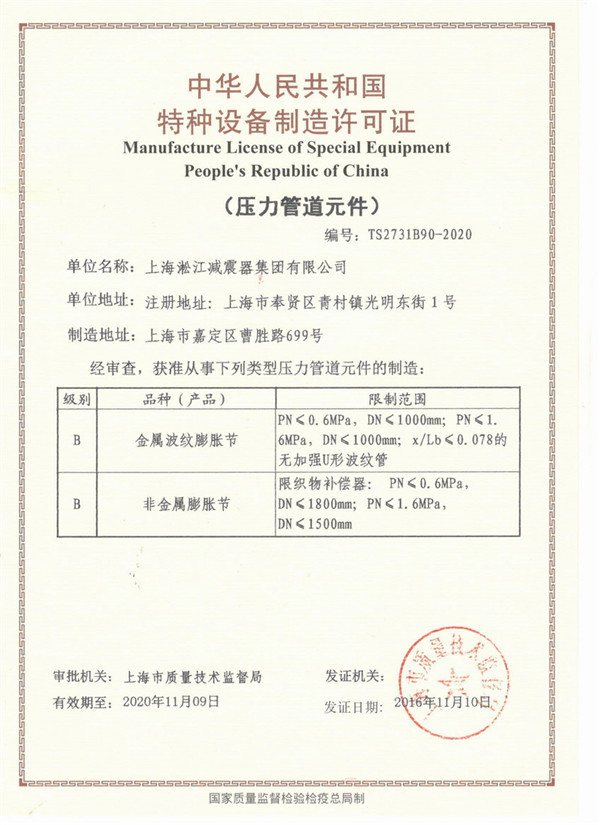 中华人民共和国
特种设备制造许可证
Manufacture License of Special Equipment
People's Republic of China
（压力管道元件）
编号：TS2731B90-2020
单位名称：上海淞江减震器集团有限公司
单位地址：注册地址：上海市奉贤区青村镇光明东街1号
制造地址：上海市嘉定区曹胜路699号
经审查，获准从事下列类型压力管道元件的制造：
级别 品种（产品） 限制范围
B 金属波纹膨胀节 PN≤0.6MPa，DN≤1000mm；PN≤1.
6MPa，DN≤1000mm；x/Lb≤0.078的
无加强U形波纹管
B 非金属膨胀节 限织物补偿器： PN≤0.6MPa，
DN≤1800mm；PN≤1.6MPa，
DN≤1500mm
审批机关：上海市质量技术监督局 发证机关：
有效期至：2020年11月09日 发证日期：2016年11月10日
上海市质量技术监督局
国家质量监督检验检疫总局制